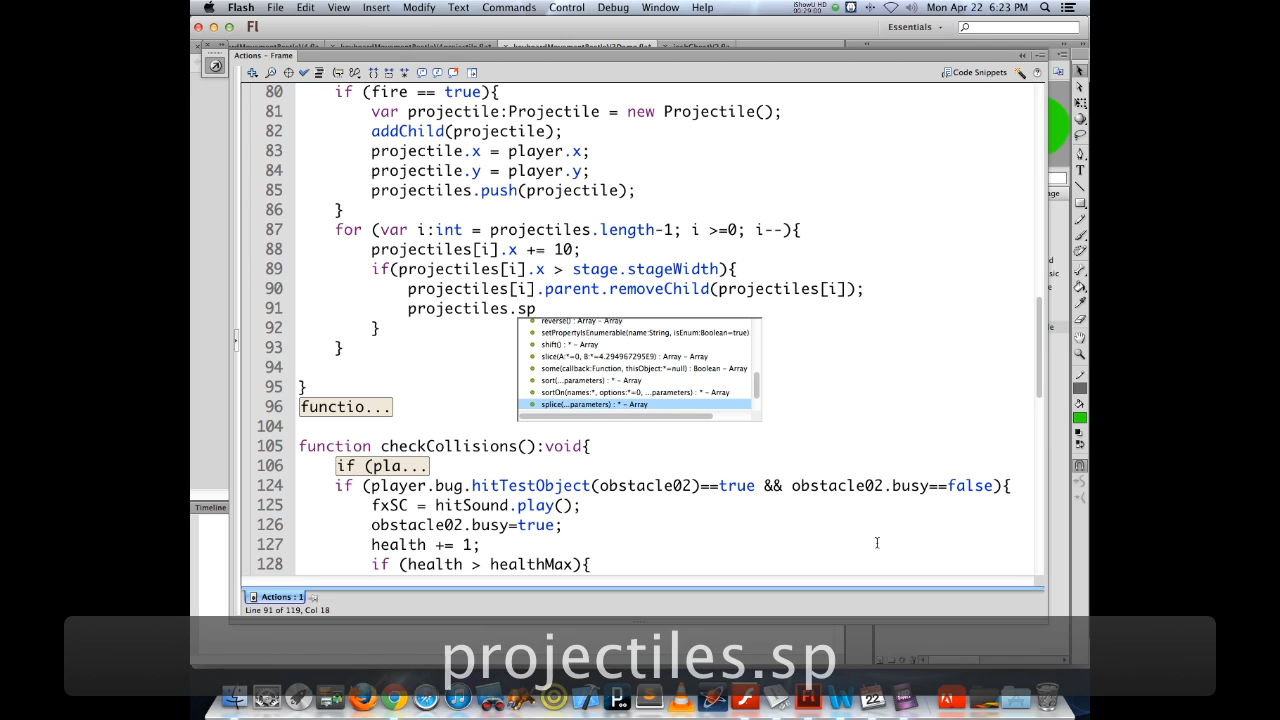 Flash File Edit View Insert Modify Text Commands Control Debug Window Help iShowU HD 00:29:00 Mon Apr 22 6:23 PM
Fl Essentials
Actions - Frame
Code Snippets
80 if (fire == true){
81 var projectile:Projectile = new Projectile();
82 addChild(projectile);
83 projectile.x = player.x;
84 projectile.y = player.y;
85 projectiles.push(projectile);
86 }
87 for (var i:int = projectiles.length-1; i >=0; i--){
88 projectiles[i].x += 10;
89 if(projectiles[i].x > stage.stageWidth){
90 projectiles[i].parent.removeChild(projectiles[i]);
91 projectiles.sp
reverse() : Array - Array
92 }
setPropertyIsEnumerable(name:String, isEnum:Boolean=true)
shift() : * - Array
93 }
slice(A:*=0, B:*=4.294967295E9) : Array - Array
94
some(callback:Function, thisObject:*=null) : Boolean - Array
sort(...parameters) : * - Array
95 }
sortOn(names:*, options:*=0, ...parameters) : * - Array
96 functio...
splice(...parameters) : * - Array
104
105 function checkCollisions():void{
106 if (pla...
124 if (player.bug.hitTestObject(obstacle02)==true && obstacle02.busy==false){
125 fxSC = hitSound.play();
126 obstacle02.busy=true;
127 health += 1;
128 if (health > healthMax){
Timeline
Actions : 1
Line 91 of 119, Col 18
projectiles.sp